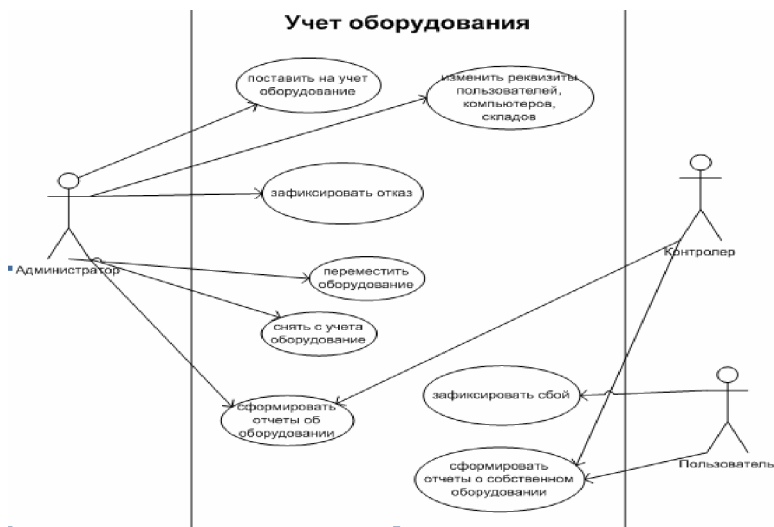 Учет оборудования
поставить на учет
оборудование
изменить реквизиты
пользователей,
компьютеров,
складов
зафиксировать отказ
Контролер
Администратор
переместить
оборудование
снять с учета
оборудование
зафиксировать сбой
сформировать
отчеты об
оборудовании
Пользователь
сформировать
отчеты о собственном
оборудовании